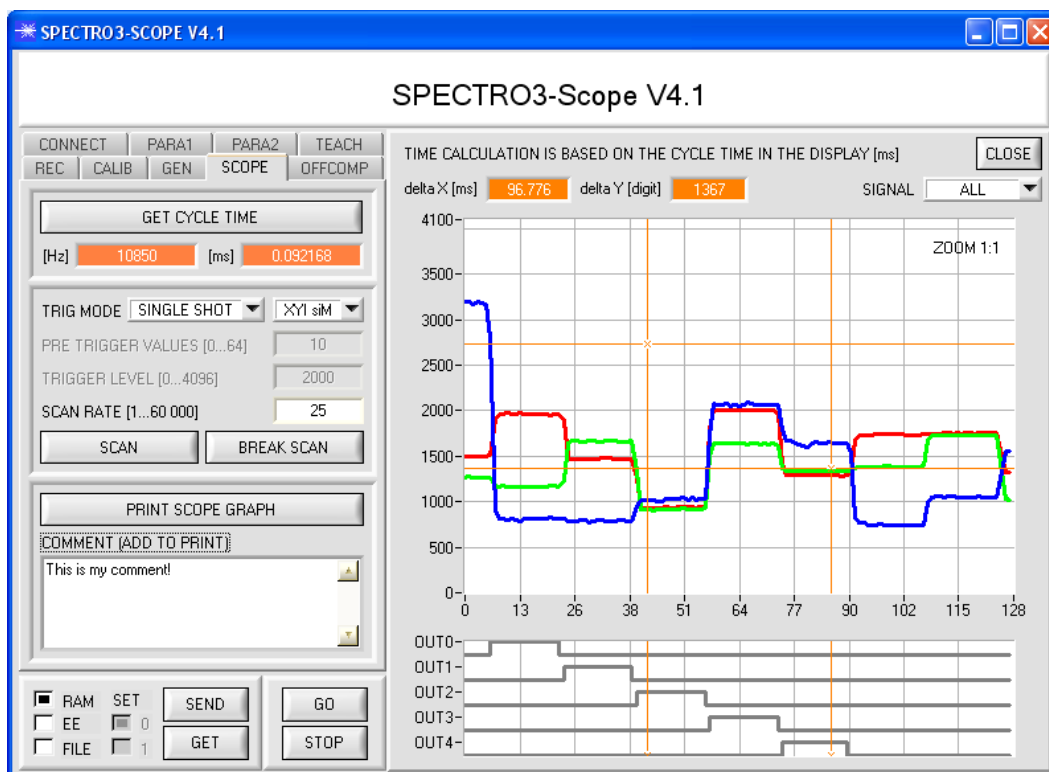 SPECTRO3-SCOPE V4.1
SPECTRO3-Scope V4.1
CONNECT PARA1 PARA2 TEACH
REC CALIB GEN SCOPE OFFCOMP
GET CYCLE TIME
[Hz] 10850 [ms] 0.092168
TRIG MODE SINGLE SHOT XYI siM
PRE TRIGGER VALUES [0...64] 10
TRIGGER LEVEL [0...4096] 2000
SCAN RATE [1...60 000] 25
SCAN BREAK SCAN
PRINT SCOPE GRAPH
COMMENT (ADD TO PRINT)
This is my comment!
RAM SET SEND GO
EE 0
FILE 1 GET STOP
TIME CALCULATION IS BASED ON THE CYCLE TIME IN THE DISPLAY [ms] CLOSE
delta X [ms] 96.776 delta Y [digit] 1367 SIGNAL ALL
ZOOM 1:1
4100
3500
3000
2500
2000
1500
1000
500
0
0 13 26 38 51 64 77 90 102 115 128
OUT0
OUT1
OUT2
OUT3
OUT4